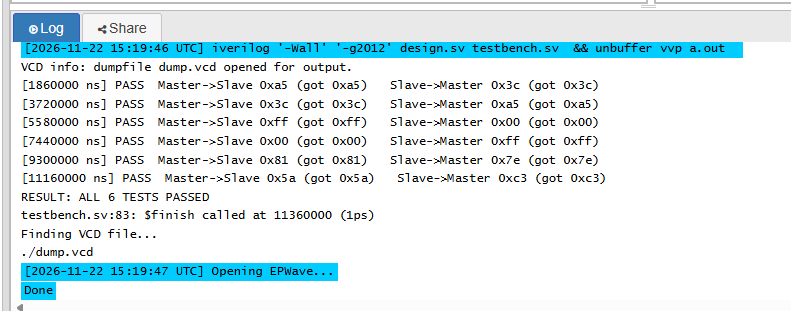 Log Share
[2026-11-22 15:19:46 UTC] iverilog '-Wall' '-g2012' design.sv testbench.sv  && unbuffer vvp a.out
VCD info: dumpfile dump.vcd opened for output.
[1860000 ns] PASS  Master->Slave 0xa5 (got 0xa5)   Slave->Master 0x3c (got 0x3c)
[3720000 ns] PASS  Master->Slave 0x3c (got 0x3c)   Slave->Master 0xa5 (got 0xa5)
[5580000 ns] PASS  Master->Slave 0xff (got 0xff)   Slave->Master 0x00 (got 0x00)
[7440000 ns] PASS  Master->Slave 0x00 (got 0x00)   Slave->Master 0xff (got 0xff)
[9300000 ns] PASS  Master->Slave 0x81 (got 0x81)   Slave->Master 0x7e (got 0x7e)
[11160000 ns] PASS  Master->Slave 0x5a (got 0x5a)   Slave->Master 0xc3 (got 0xc3)
RESULT: ALL 6 TESTS PASSED
testbench.sv:83: $finish called at 11360000 (1ps)
Finding VCD file...
./dump.vcd
[2026-11-22 15:19:47 UTC] Opening EPWave...
Done